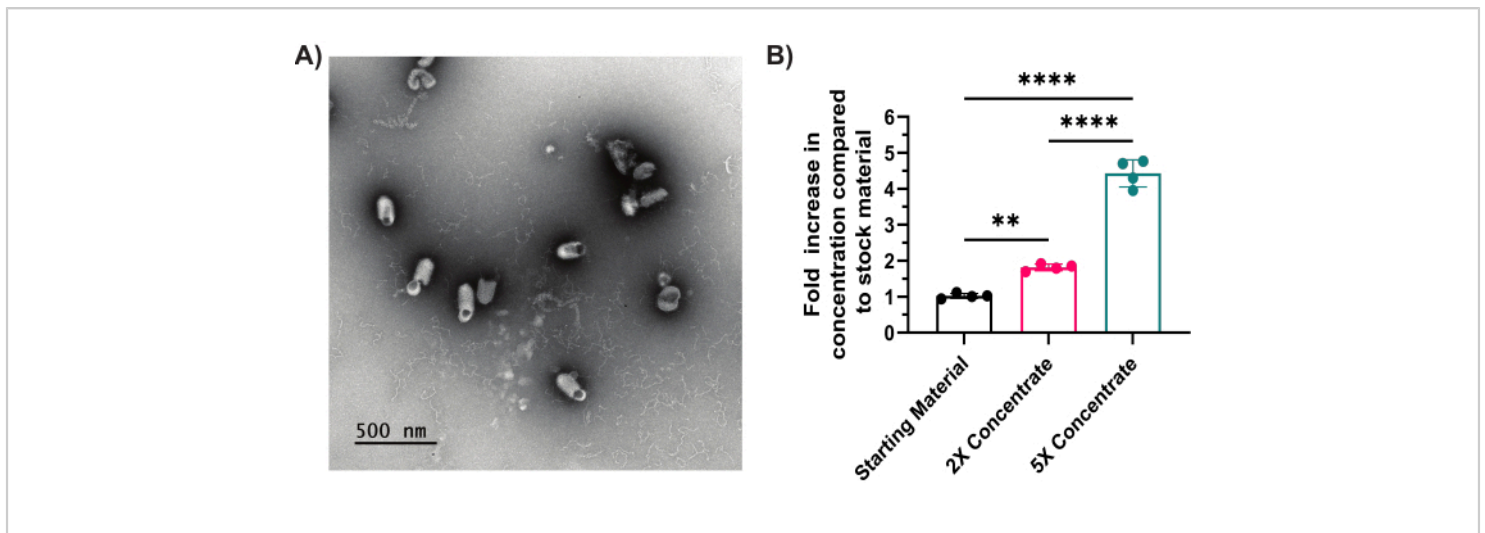 A)
500 nm
B)
Fold increase in
concentration compared
to stock material
****
****
**
6
5
4
3
2
1
0
Starting Material
2X Concentrate
5X Concentrate